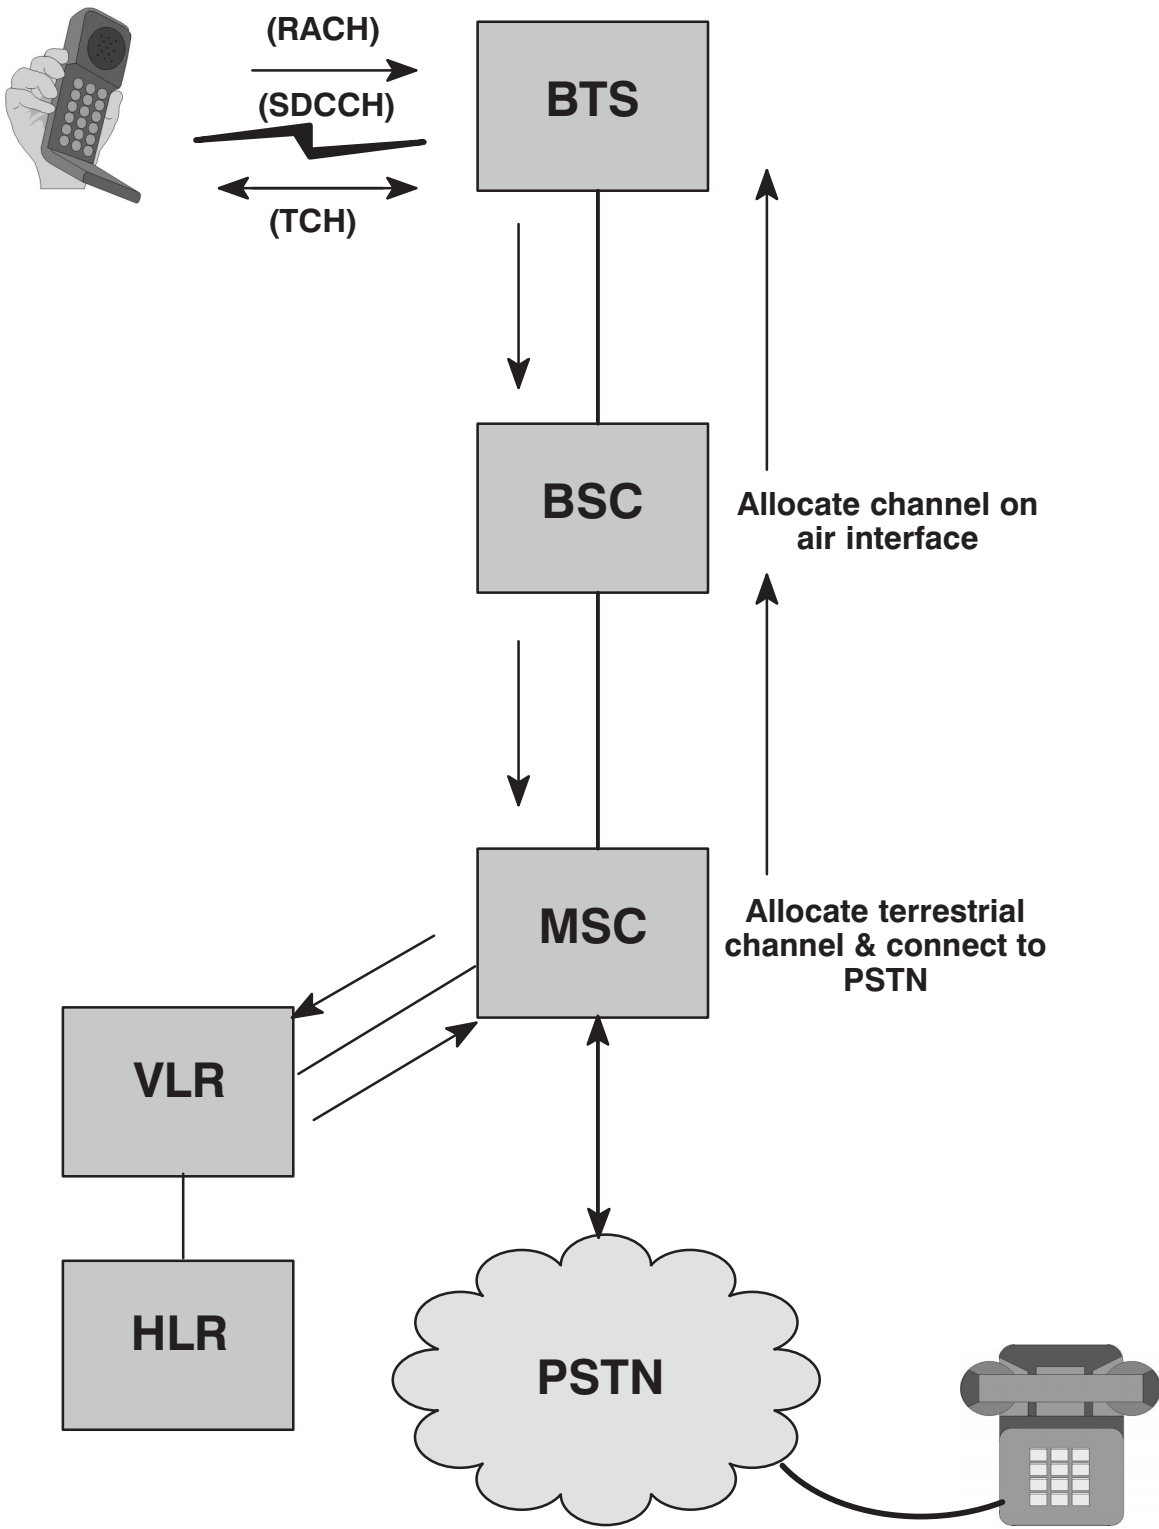 (RACH)
BTS
(SDCCH)
(TCH)
BSC
Allocate channel on
air interface
MSC
Allocate terrestrial
channel & connect to
PSTN
VLR
HLR
PSTN